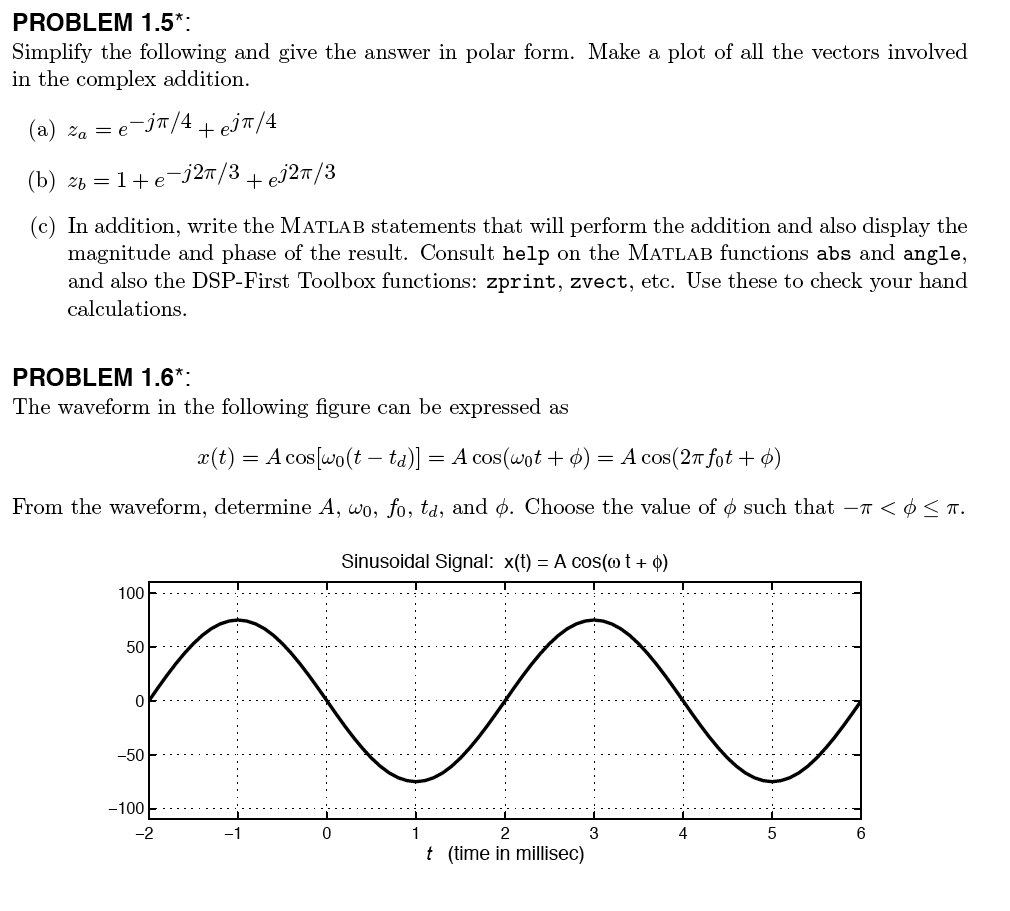 PROBLEM 1.5*:
Simplify the following and give the answer in polar form. Make a plot of all the vectors involved
in the complex addition.
(a) zₐ = e^{−jπ/4} + e^{jπ/4}
(b) z_b = 1 + e^{−j2π/3} + e^{j2π/3}
(c) In addition, write the MATLAB statements that will perform the addition and also display the
magnitude and phase of the result. Consult help on the MATLAB functions abs and angle,
and also the DSP-First Toolbox functions: zprint, zvect, etc. Use these to check your hand
calculations.
PROBLEM 1.6*:
The waveform in the following figure can be expressed as
x(t) = A cos[ω₀(t − t_d)] = A cos(ω₀t + ϕ) = A cos(2πf₀t + ϕ)
From the waveform, determine A, ω₀, f₀, t_d, and ϕ. Choose the value of ϕ such that −π < ϕ ≤ π.
Sinusoidal Signal: x(t) = A cos(ω t + ϕ)
100
50
0
−50
−100
−2 −1 0 1 2 3 4 5 6
t (time in millisec)